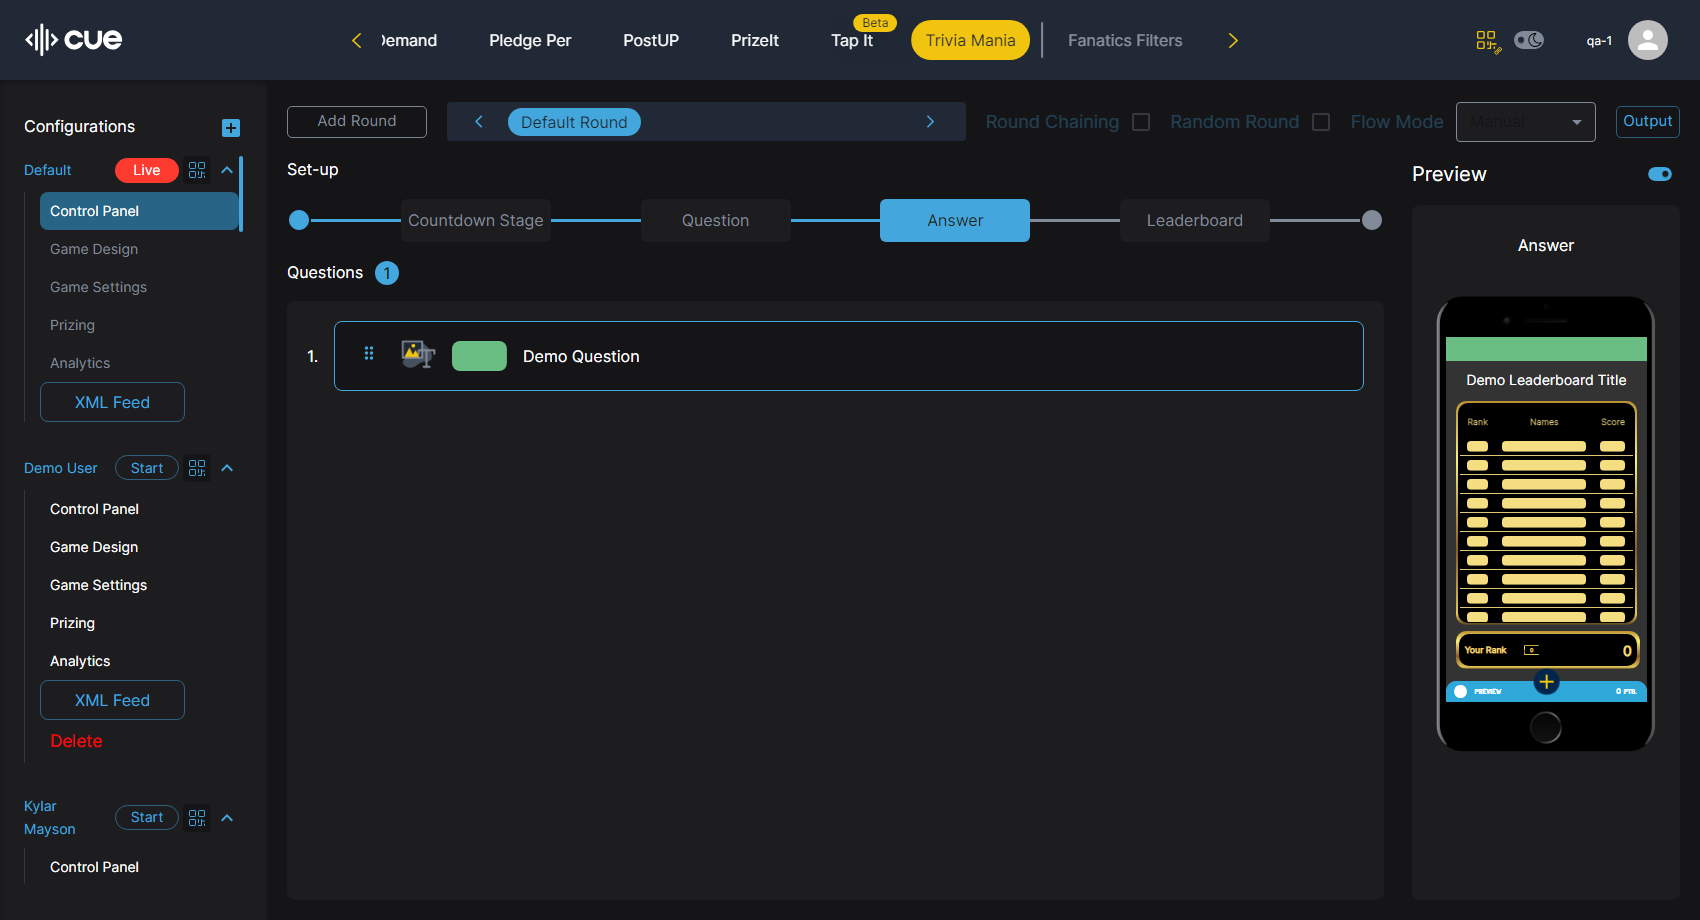 cue
Demand
Pledge Per
PostUP
PrizeIt
Tap It
Beta
Trivia Mania
Fanatics Filters
qa-1
Configurations
Default
Live
Control Panel
Game Design
Game Settings
Prizing
Analytics
XML Feed
Demo User
Start
Control Panel
Game Design
Game Settings
Prizing
Analytics
XML Feed
Delete
Kylar
Mayson
Start
Control Panel
Add Round
Default Round
Round Chaining
Random Round
Flow Mode
Manual
Output
Set-up
Countdown Stage
Question
Answer
Leaderboard
Questions 1
1. Demo Question
Preview
Answer
Demo Leaderboard Title
Rank Names Score
Your Rank 0 0
PREVIEW 0 PTS.